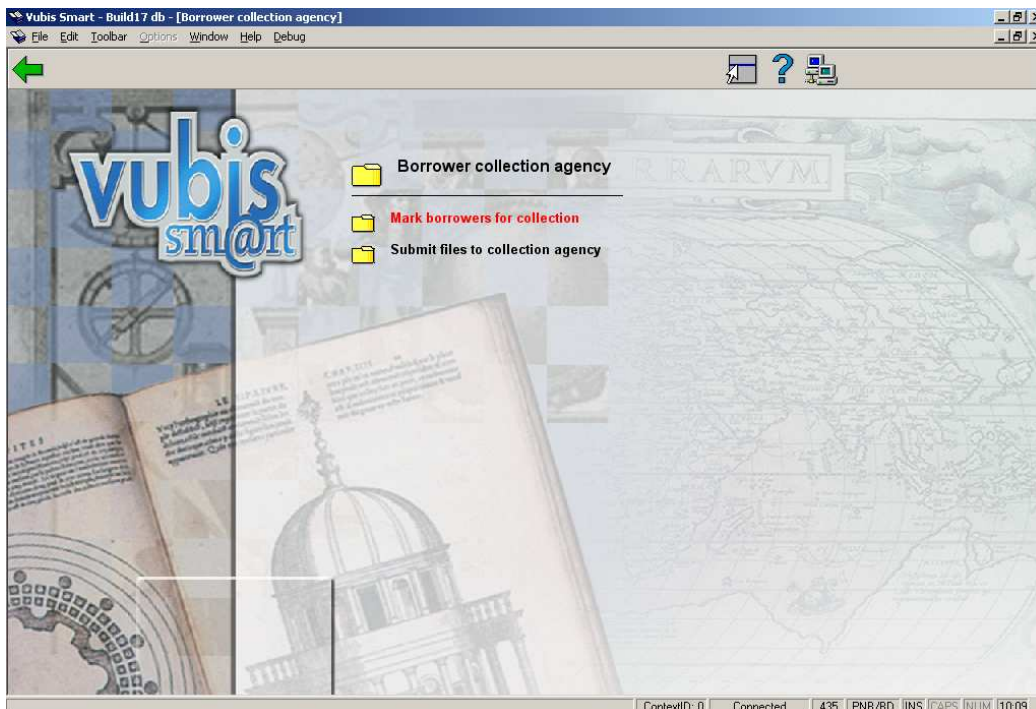 Vubis Smart - Build17 db - [Borrower collection agency]
File Edit Toolbar Options Window Help Debug
vubis
sm@rt
Borrower collection agency
Mark borrowers for collection
Submit files to collection agency
RRARVM
ContextID: 0 Connected 435 PNB/BD INS CAPS NUM 10:09